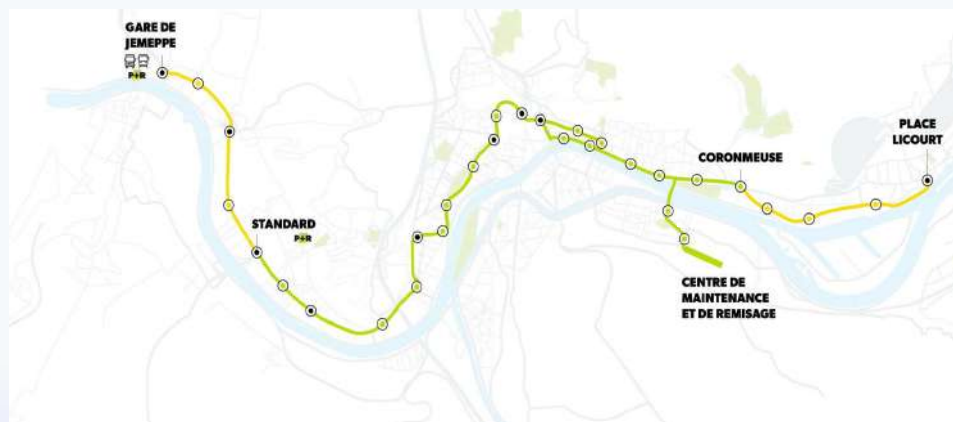 GARE DE
JEMEPPE
P+R
STANDARD
P+R
CORONMEUSE
PLACE
LICOURT
CENTRE DE
MAINTENANCE
ET DE REMISAGE